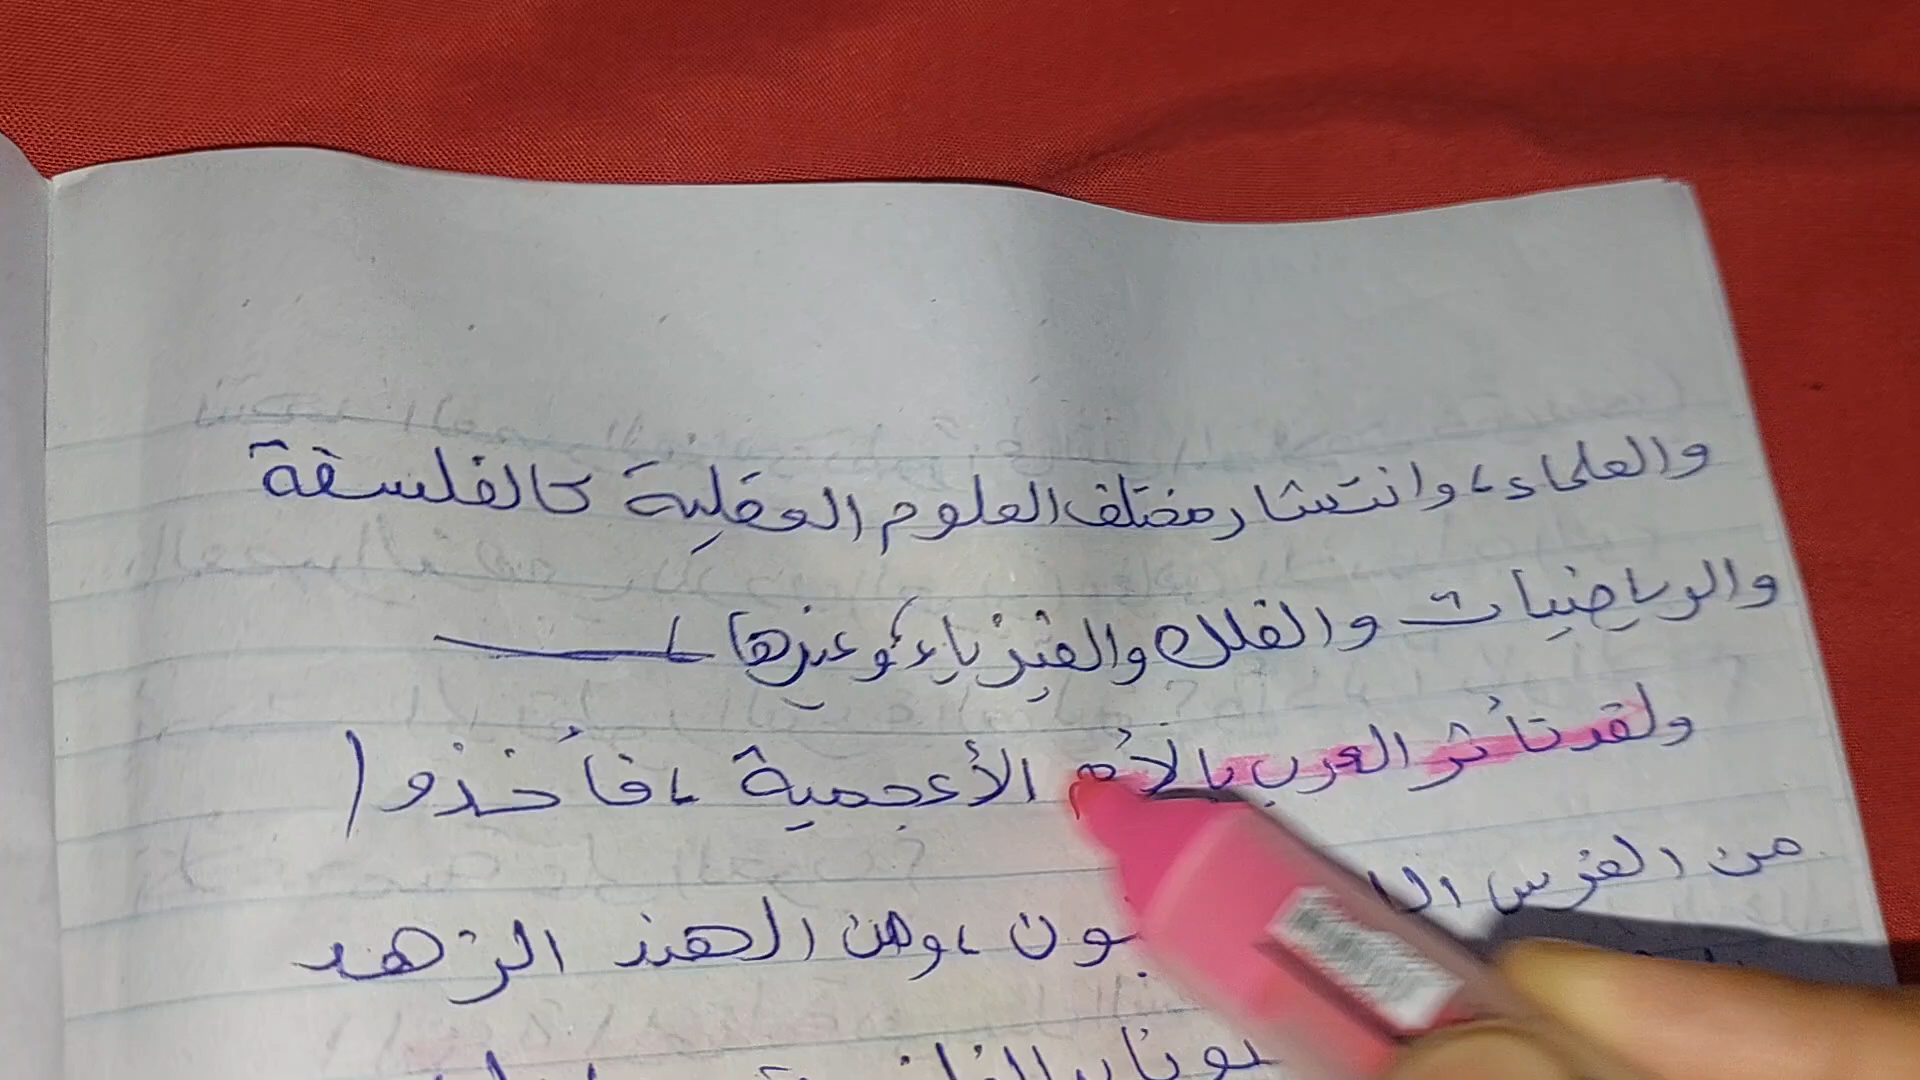 والعلماء، وانتشار مختلف العلوم العقلية كالفلسفة
والرياضيات والفلك والفيزياء، وغيرها،
ولقد تأثر العرب بالأمم الأعجمية، فأخذوا
من الفرس ون، ومن الهند الزهد